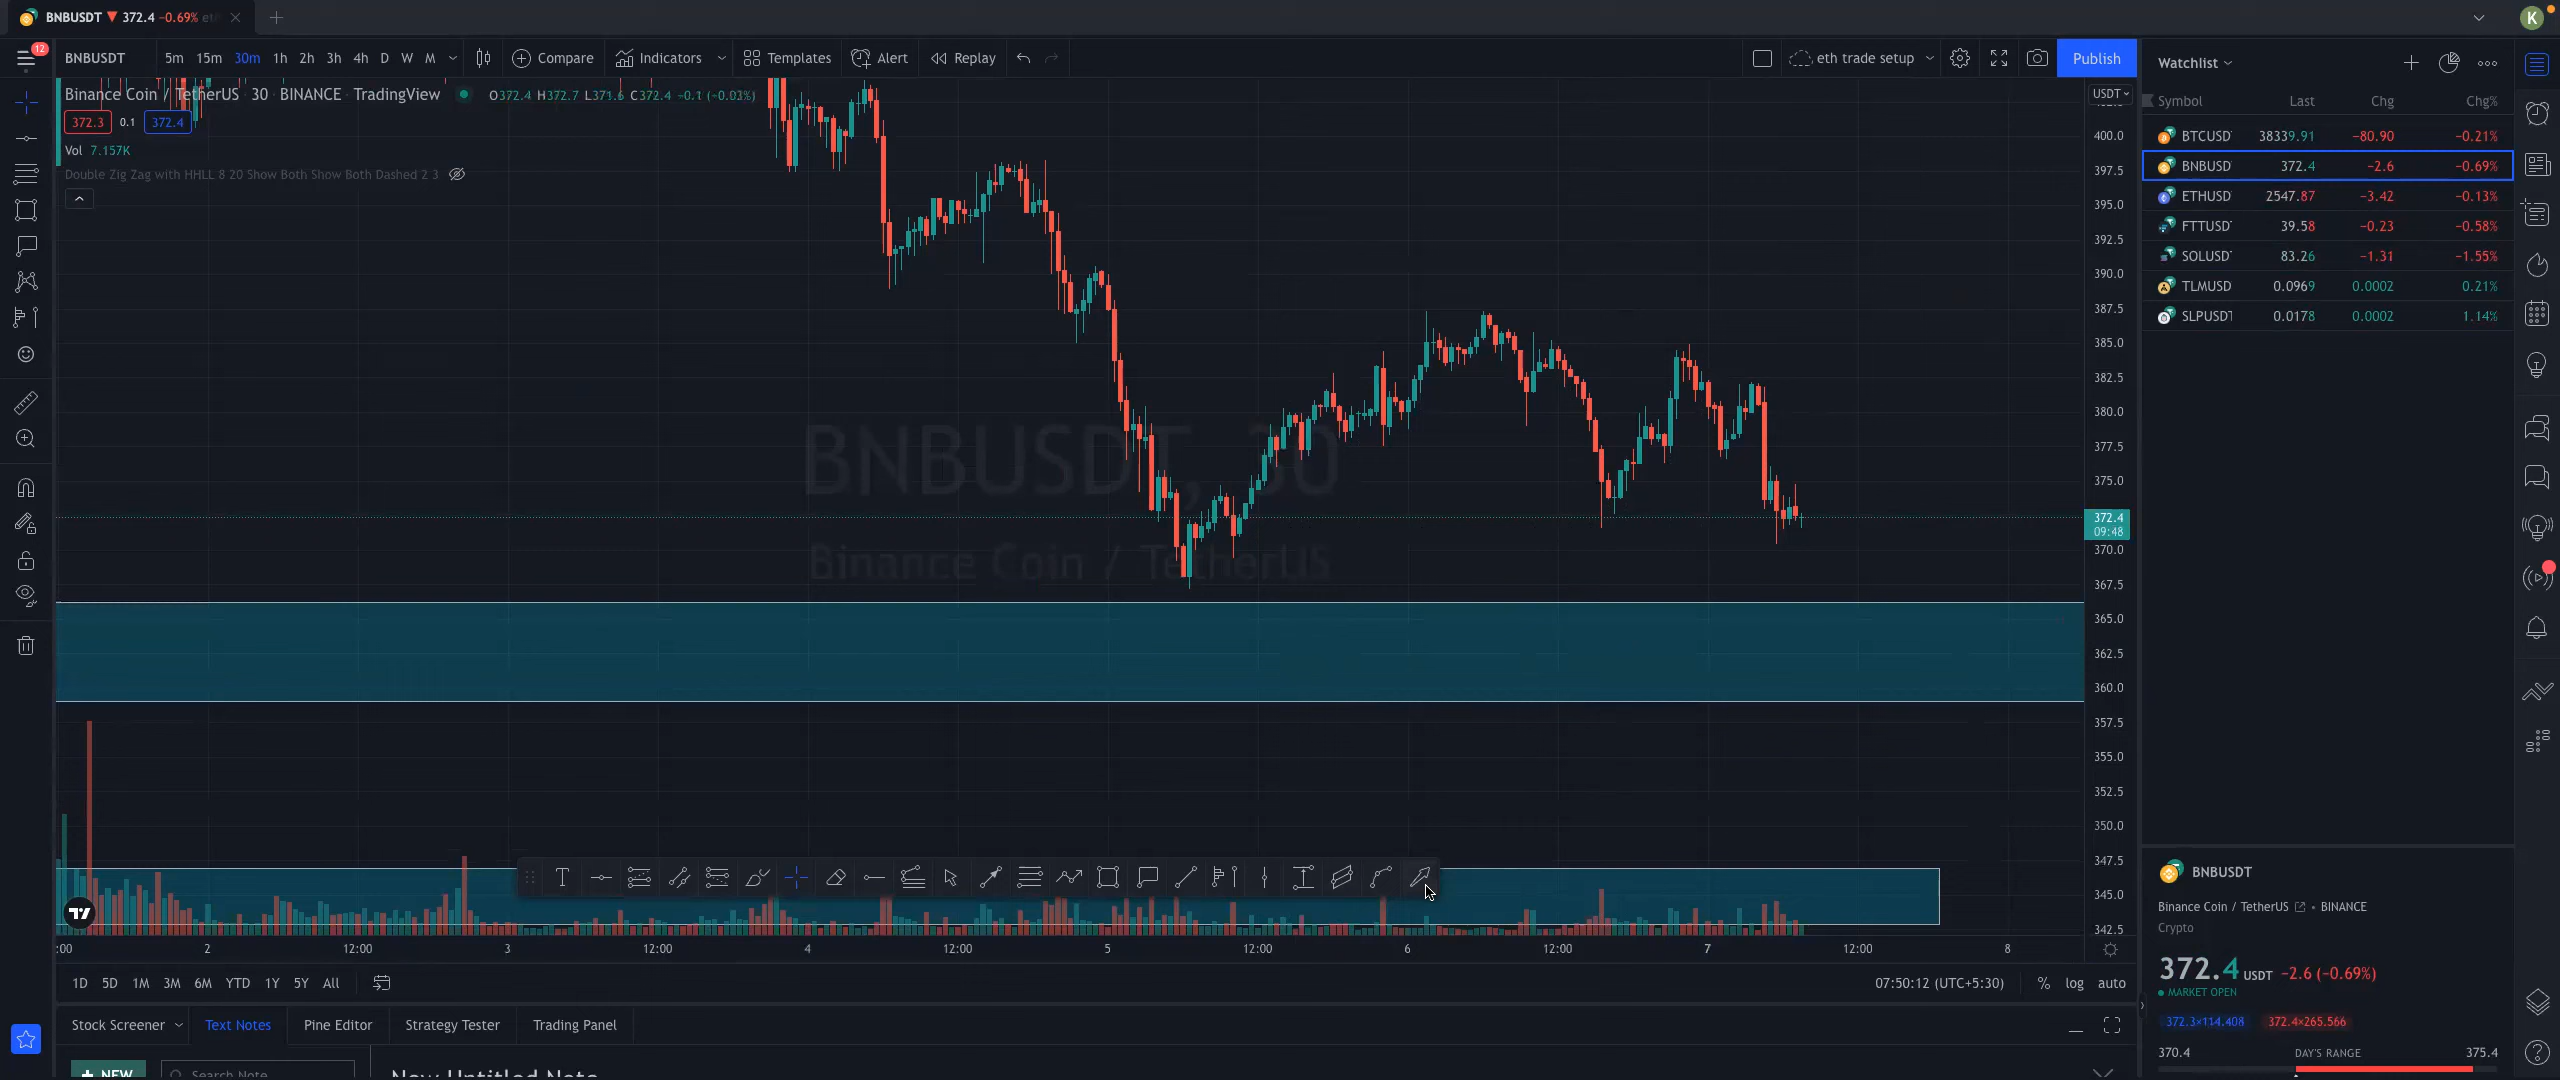 BNBUSDT ▼ 372.4 −0.69%
K
12
BNBUSDT 5m 15m 30m 1h 2h 3h 4h D W M Compare Indicators Templates Alert Replay eth trade setup Publish
Binance Coin / TetherUS · 30 · BINANCE · TradingView O372.4 H372.7 L371.6 C372.4 −0.1 (−0.03%)
372.3 0.1 372.4
Vol 7.157K
Double Zig Zag with HHLL 8 20 Show Both Show Both Dashed 2 3
BNBUSDT, 30
Binance Coin / TetherUS
USDT
400.0
397.5
395.0
392.5
390.0
387.5
385.0
382.5
380.0
377.5
375.0
372.4
09:48
370.0
367.5
365.0
362.5
360.0
357.5
355.0
352.5
350.0
347.5
345.0
342.5
:00 2 12:00 3 12:00 4 12:00 5 12:00 6 12:00 7 12:00 8
1D 5D 1M 3M 6M YTD 1Y 5Y All 07:50:12 (UTC+5:30) % log auto
Stock Screener Text Notes Pine Editor Strategy Tester Trading Panel
+ NEW Search Note New Untitled Note
Watchlist
Symbol Last Chg Chg%
BTCUSD 38339.91 −80.90 −0.21%
BNBUSD 372.4 −2.6 −0.69%
ETHUSD 2547.87 −3.42 −0.13%
FTTUSD 39.58 −0.23 −0.58%
SOLUSD 83.26 −1.31 −1.55%
TLMUSD 0.0969 0.0002 0.21%
SLPUSDT 0.0178 0.0002 1.14%
BNBUSDT
Binance Coin / TetherUS • BINANCE
Crypto
372.4 USDT −2.6 (−0.69%)
MARKET OPEN
372.3×114.408 372.4×265.566
370.4 DAY'S RANGE 375.4